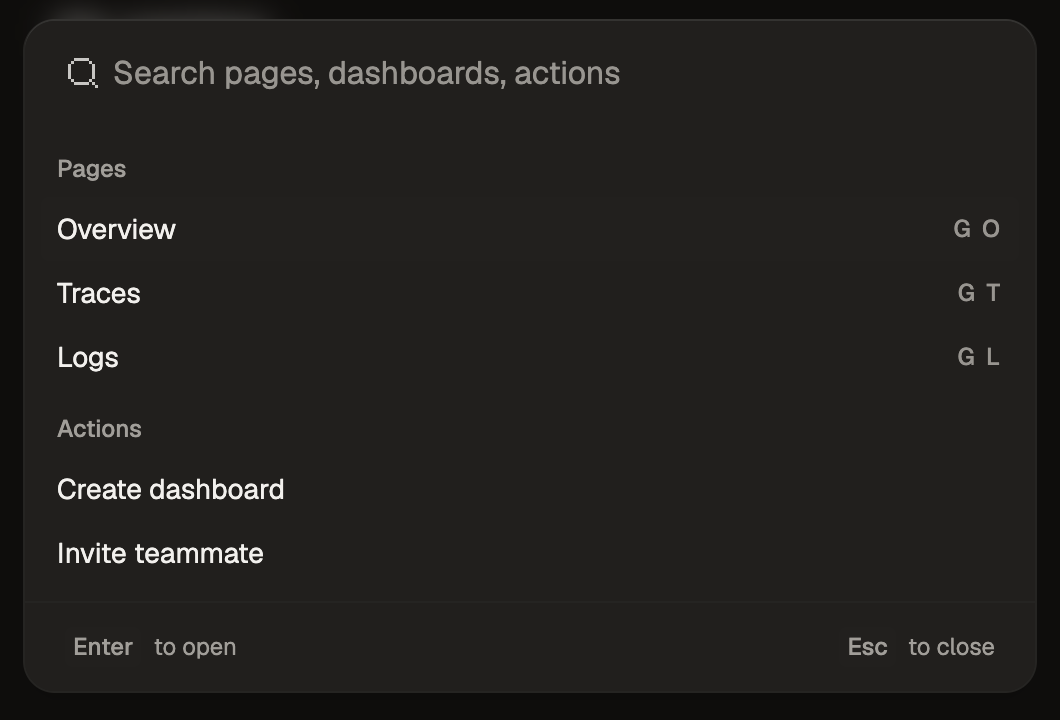 Search pages, dashboards, actions
Pages
Overview G O
Traces G T
Logs G L
Actions
Create dashboard
Invite teammate
Enter to open Esc to close